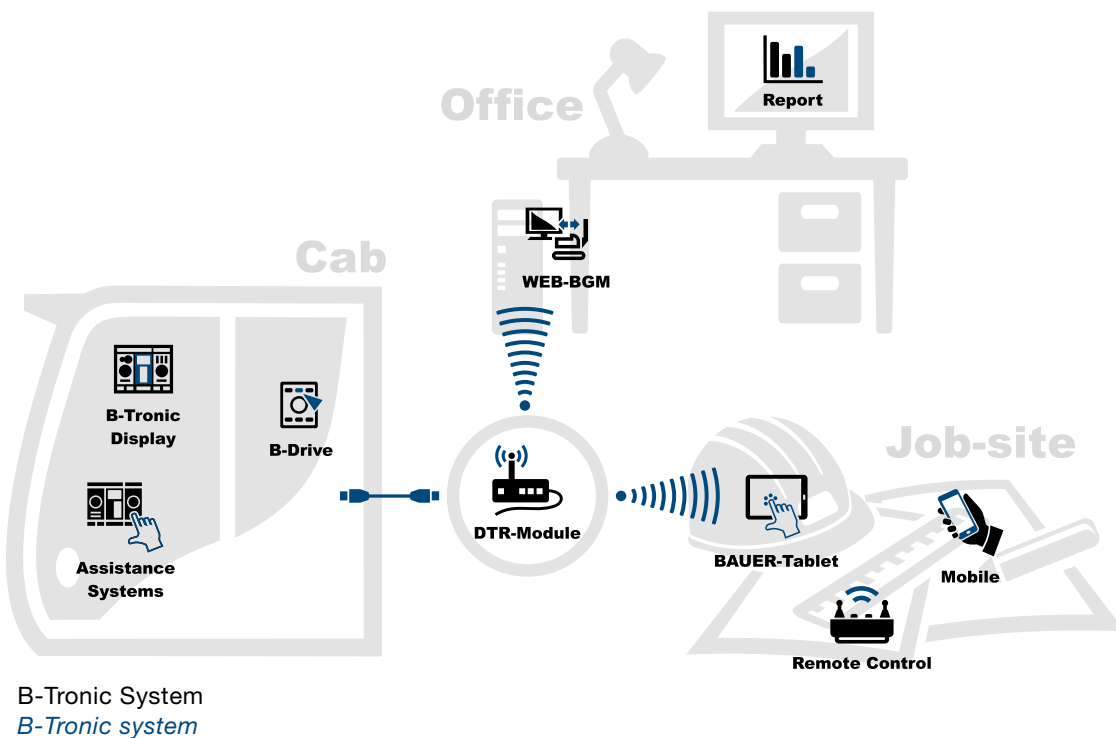 Report
Office
WEB-BGM
Cab
B-Tronic
Display
B-Drive
Assistance
Systems
DTR-Module
Job-site
BAUER-Tablet
Mobile
Remote Control
B-Tronic System
B-Tronic system